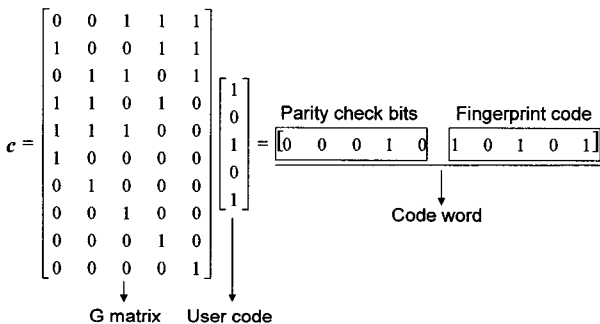 0 0 1 1 1
1 0 0 1 1
0 1 1 0 1
1 1 0 1 0
c = 1 1 1 0 0
1 0 0 0 0
0 1 0 0 0
0 0 1 0 0
0 0 0 1 0
0 0 0 0 1
1
0
1
0
1
=
Parity check bits Fingerprint code
[0 0 0 1 0 1 0 1 0 1]
Code word
G matrix User code